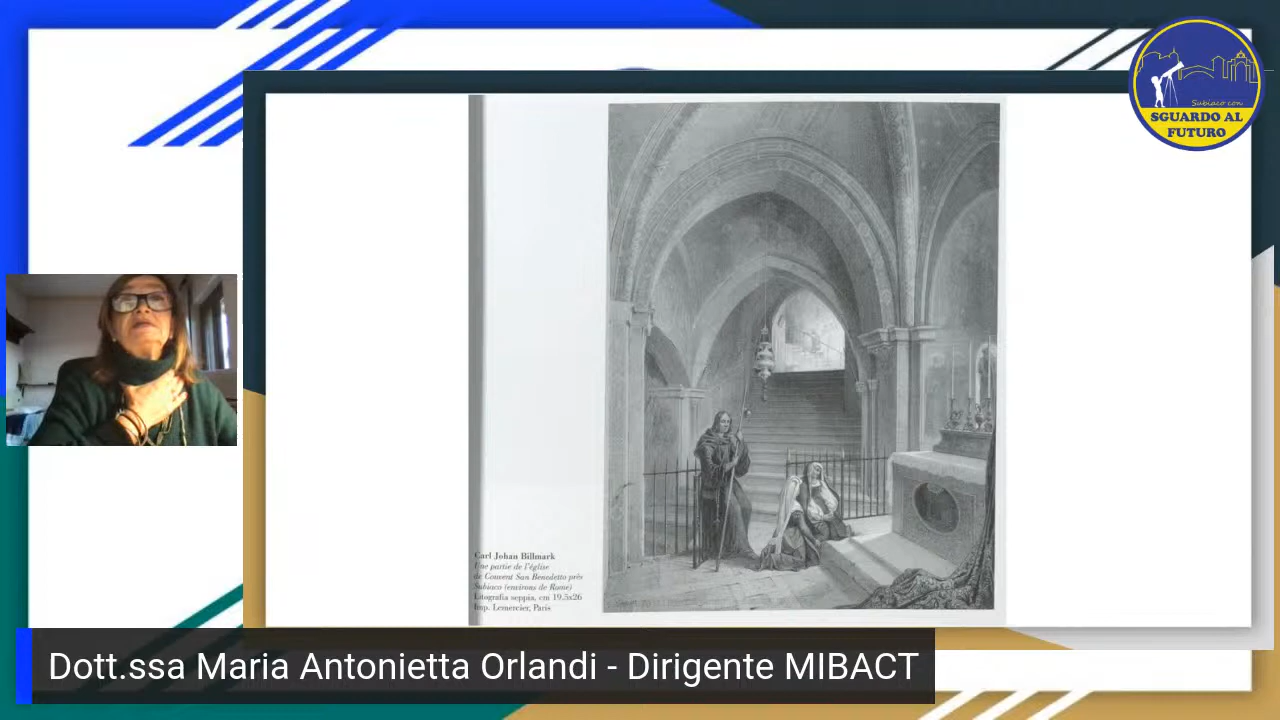 Subiaco con
SGUARDO AL
FUTURO
Carl Johan Billmark
Une partie de l'église
de Convent San Benedetto près
Subiaco (environs de Rome)
Litografia seppia, cm 19.5x26
Imp. Lemercier, Paris
Dott.ssa Maria Antonietta Orlandi - Dirigente MIBACT